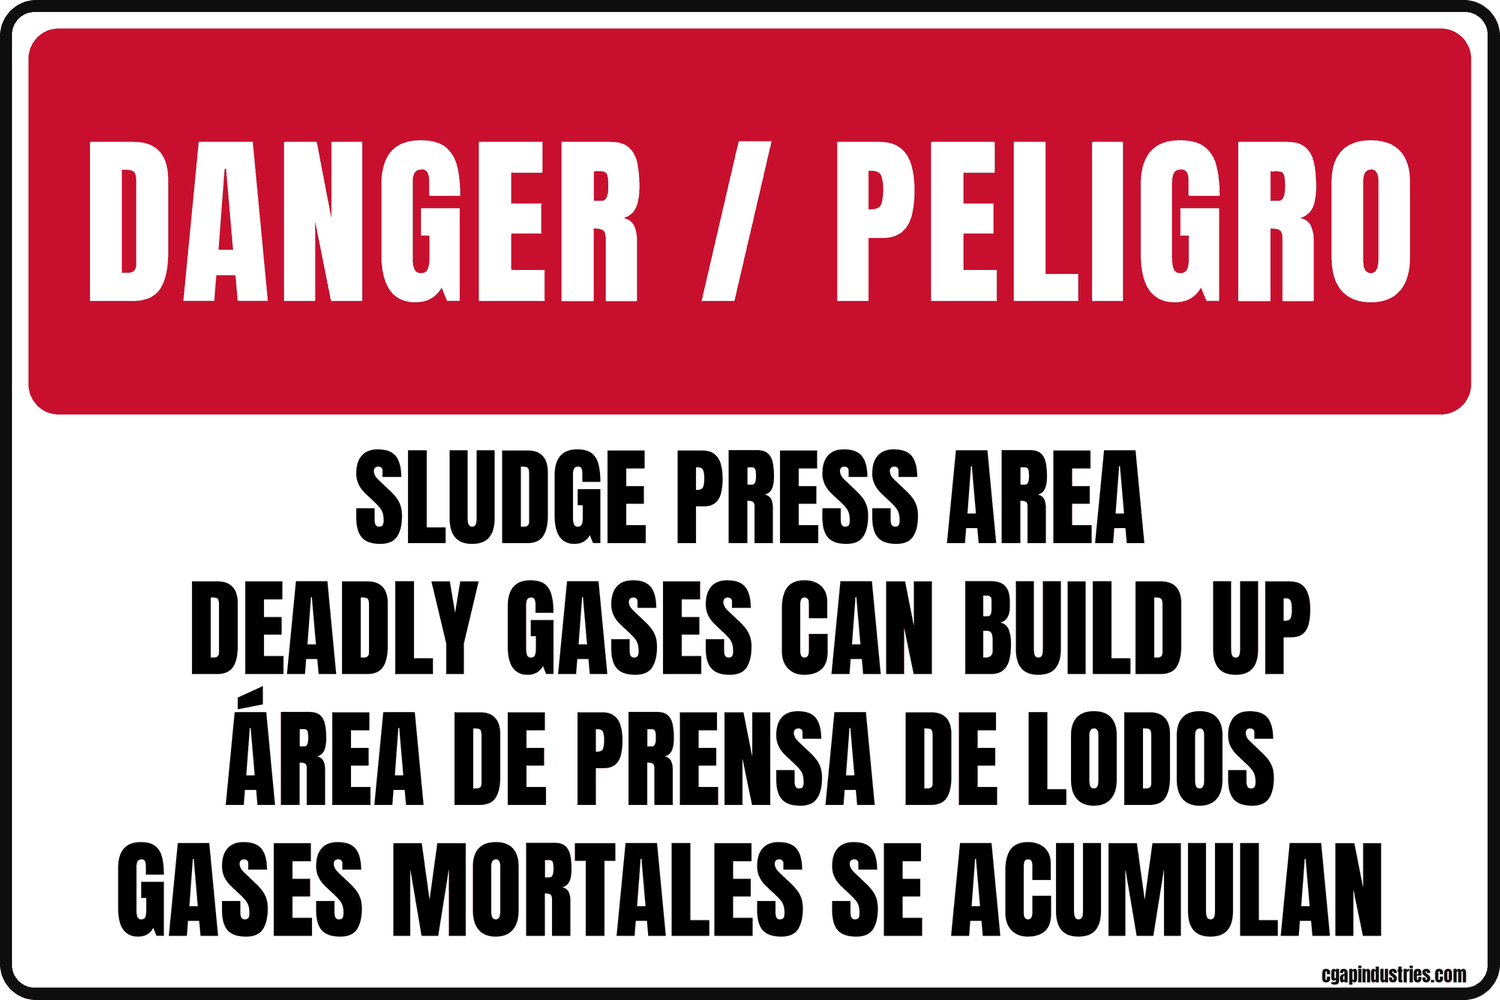 DANGER / PELIGRO
SLUDGE PRESS AREA
DEADLY GASES CAN BUILD UP
ÁREA DE PRENSA DE LODOS
GASES MORTALES SE ACUMULAN
cgapindustries.com